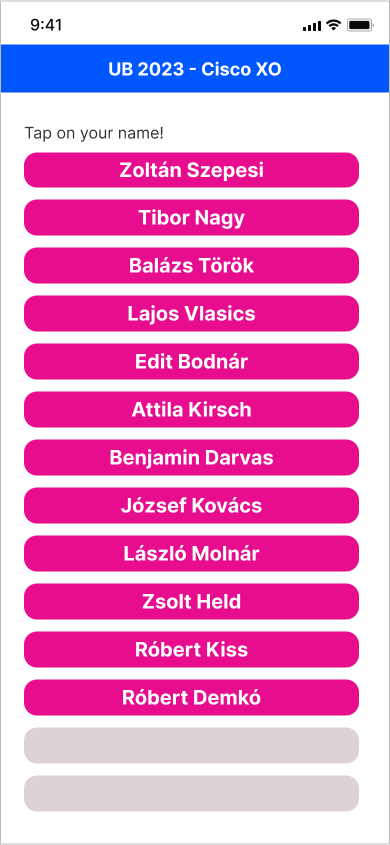 9:41
UB 2023 - Cisco XO
Tap on your name!
Zoltán Szepesi
Tibor Nagy
Balázs Török
Lajos Vlasics
Edit Bodnár
Attila Kirsch
Benjamin Darvas
József Kovács
László Molnár
Zsolt Held
Róbert Kiss
Róbert Demkó